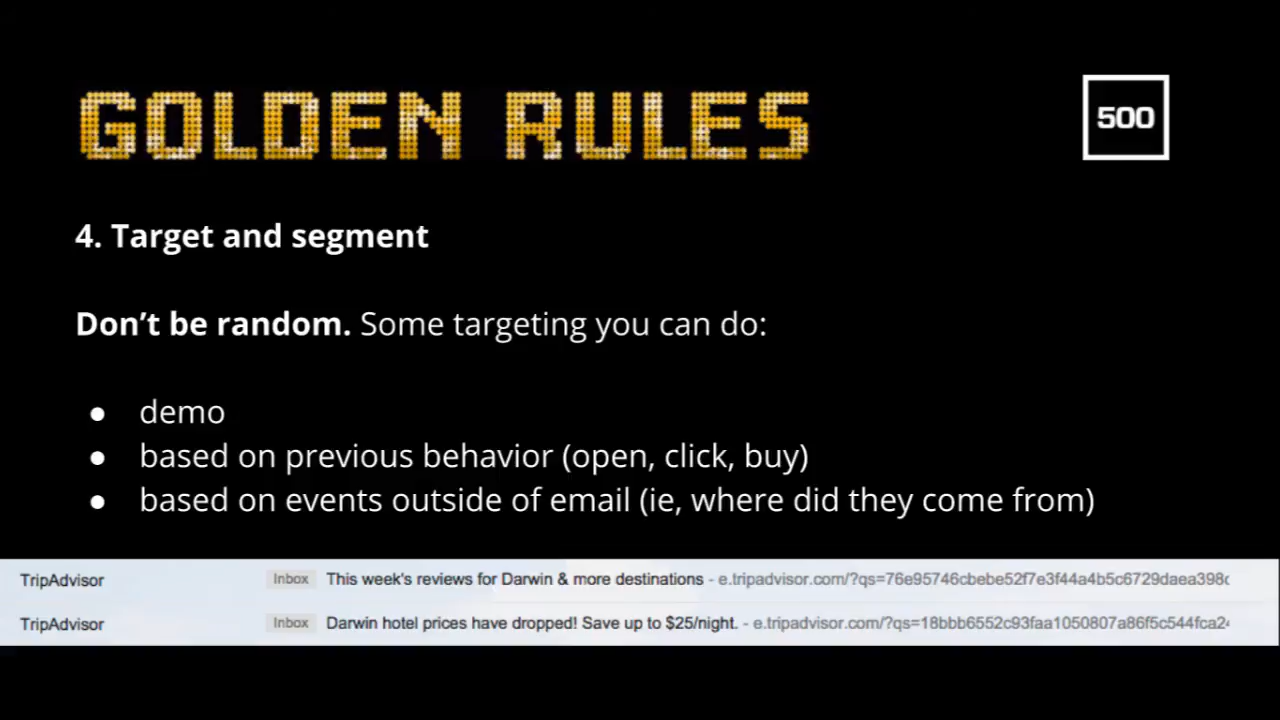 GOLDEN RULES
500
4. Target and segment
Don’t be random. Some targeting you can do:
● demo
● based on previous behavior (open, click, buy)
● based on events outside of email (ie, where did they come from)
TripAdvisor Inbox This week's reviews for Darwin & more destinations - e.tripadvisor.com/?qs=76e95746cbebe52f7e3f44a4b5c6729daea398c
TripAdvisor Inbox Darwin hotel prices have dropped! Save up to $25/night. - e.tripadvisor.com/?qs=18bbb6552c93faa1050807a86f5c544fca24